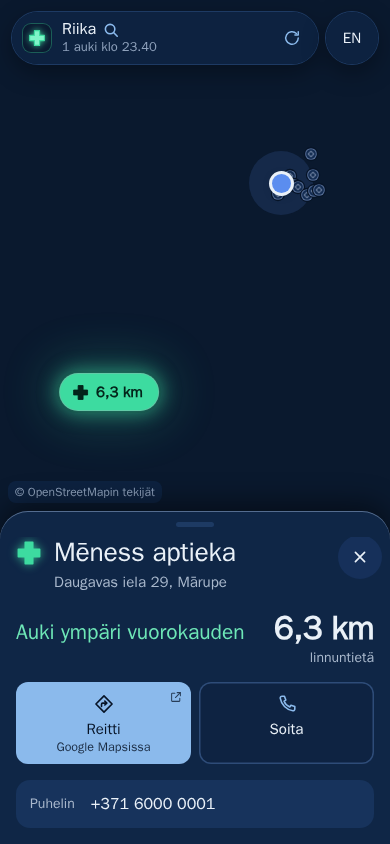 Riika
1 auki klo 23.40
EN
6,3 km
© OpenStreetMapin tekijät
Mēness aptieka
Daugavas iela 29, Mārupe
Auki ympäri vuorokauden
6,3 km
linnuntietä
Reitti
Google Mapsissa
Soita
Puhelin +371 6000 0001